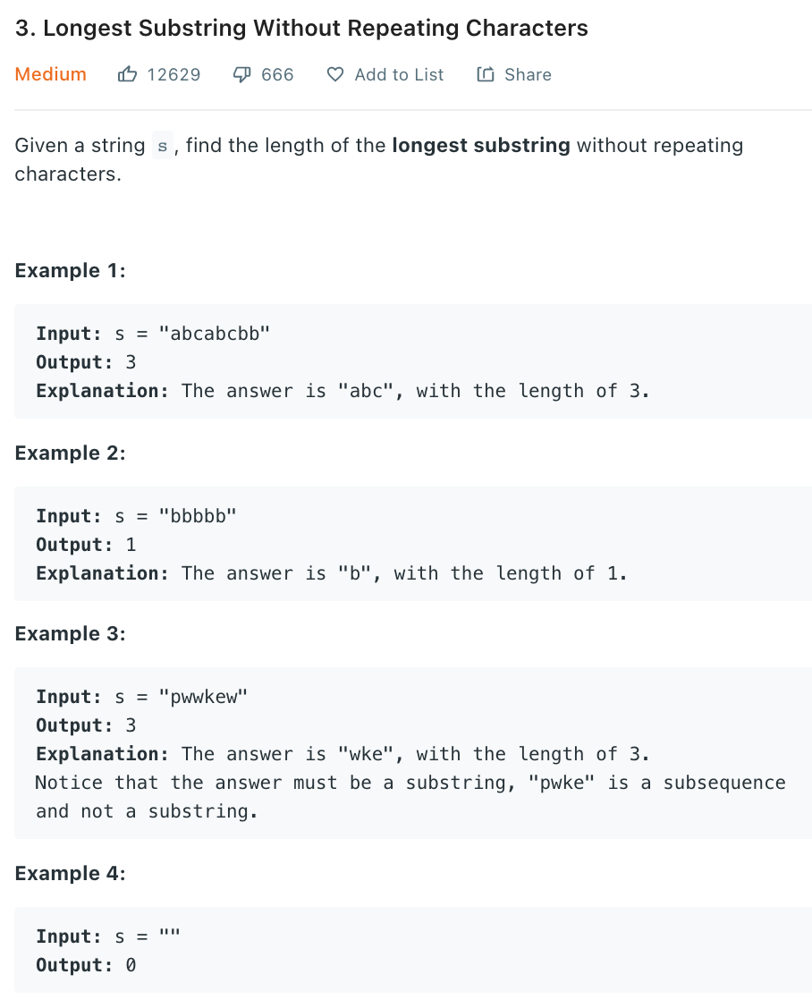 3. Longest Substring Without Repeating Characters
Medium 12629 666 Add to List Share
Given a string s, find the length of the longest substring without repeating
characters.
Example 1:
Input: s = "abcabcbb"
Output: 3
Explanation: The answer is "abc", with the length of 3.
Example 2:
Input: s = "bbbbb"
Output: 1
Explanation: The answer is "b", with the length of 1.
Example 3:
Input: s = "pwwkew"
Output: 3
Explanation: The answer is "wke", with the length of 3.
Notice that the answer must be a substring, "pwke" is a subsequence
and not a substring.
Example 4:
Input: s = ""
Output: 0